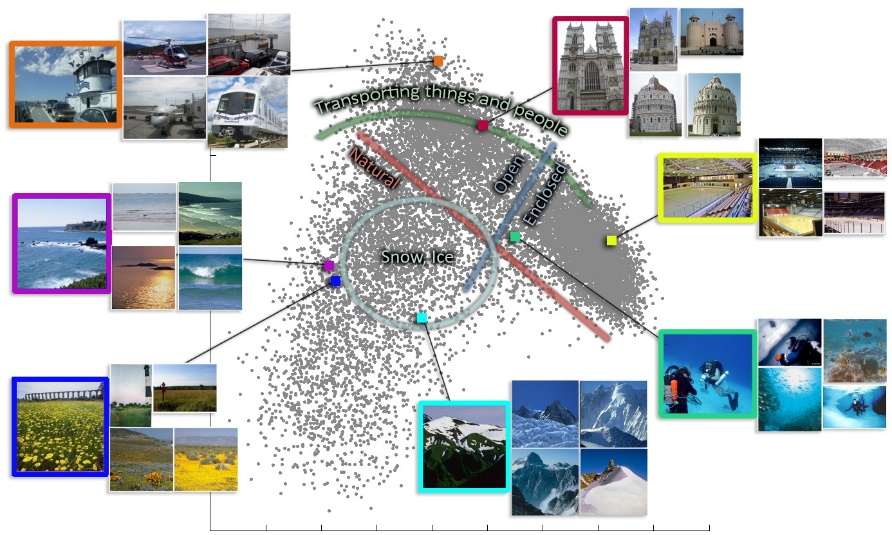 Transporting things and people
Natural
Open
Enclosed
Snow, Ice